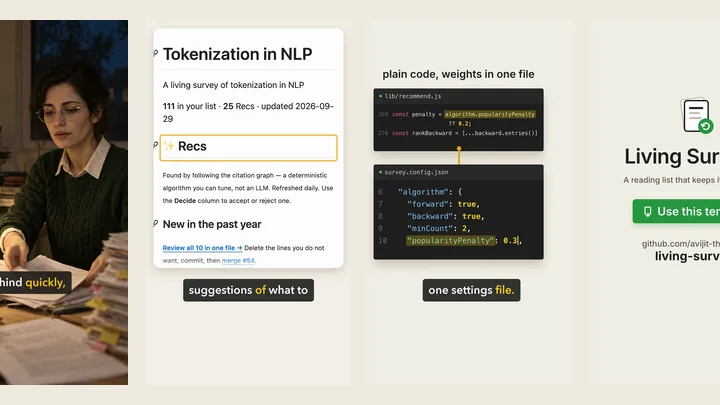 hind quickly,
Tokenization in NLP
A living survey of tokenization in NLP
111 in your list · 25 Recs · updated 2026-09-
29
✨ Recs
Found by following the citation graph — a deterministic
algorithm you can tune, not an LLM. Refreshed daily. Use
the Decide column to accept or reject one.
New in the past year
Review all 10 in one file → Delete the lines you do not
want, commit, then merge #54.
suggestions of what to
plain code, weights in one file
lib/recommend.js
269 const penalty = algorithm.popularityPenalty
?? 0.2;
270 const rankBackward = [...backward.entries()]
survey.config.json
6 "algorithm": {
7 "forward": true,
8 "backward": true,
9 "minCount": 2,
10 "popularityPenalty": 0.3,
one settings file.
Living Sur
A reading list that keeps i
Use this ter
github.com/avijit-th
living-surv